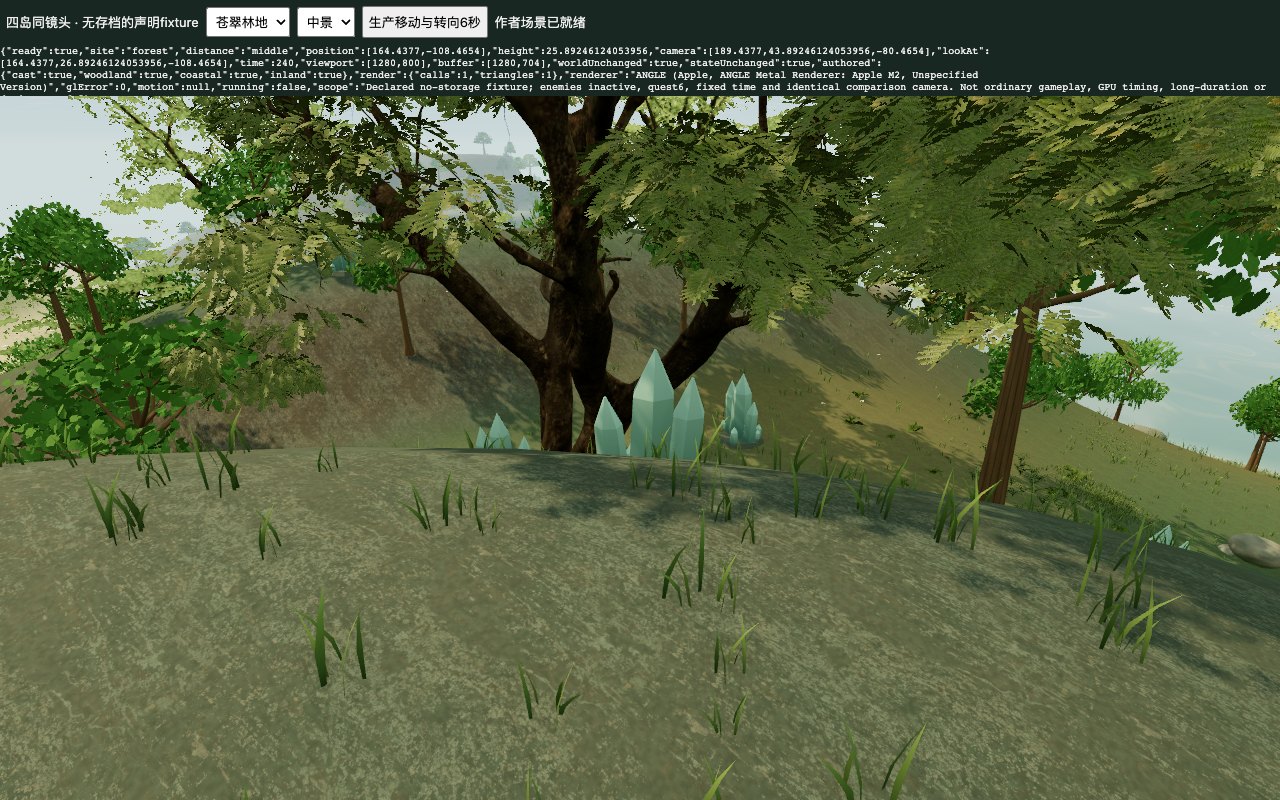 四岛同镜头 · 无存档的声明fixture 苍翠林地 中景 生产移动与转向6秒 作者场景已就绪
{"ready":true,"site":"forest","distance":"middle","position":[164.4377,-108.4654],"height":25.89246124053956,"camera":[189.4377,43.89246124053956,-80.4654],"lookAt":
[164.4377,26.89246124053956,-108.4654],"time":240,"viewport":[1280,800],"buffer":[1280,704],"worldUnchanged":true,"stateUnchanged":true,"authored":
{"cast":true,"woodland":true,"coastal":true,"inland":true},"render":{"calls":1,"triangles":1},"renderer":"ANGLE (Apple, ANGLE Metal Renderer: Apple M2, Unspecified
Version)","glError":0,"motion":null,"running":false,"scope":"Declared no-storage fixture; enemies inactive, quest6, fixed time and identical comparison camera. Not ordinary gameplay, GPU timing, long-duration or